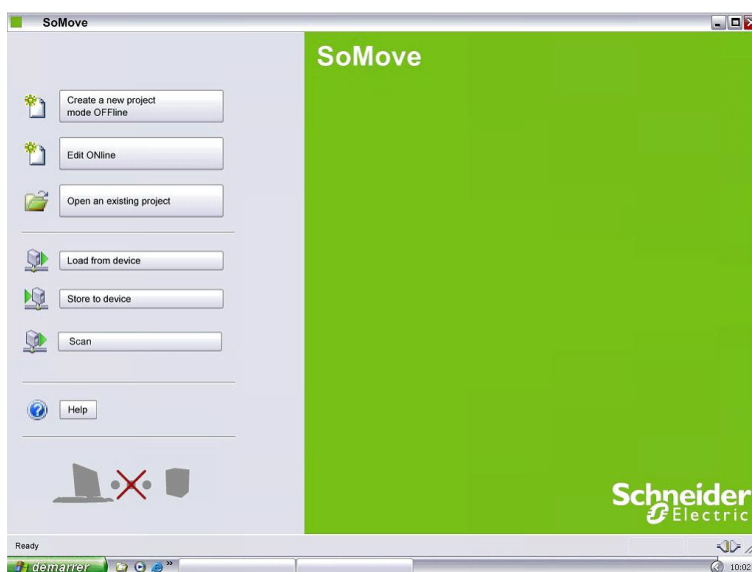 SoMove
SoMove
Create a new project
mode OFFline
Edit ONline
Open an existing project
Load from device
Store to device
Scan
Help
Schneider
Electric
Ready
démarrer
10:02